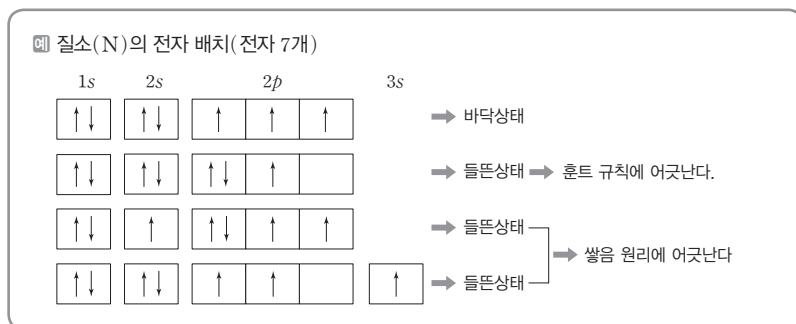 예 질소(N)의 전자 배치(전자 7개)
1s 2s 2p 3s
↑↓ ↑↓ ↑ ↑ ↑ ➡ 바닥상태
↑↓ ↑↓ ↑↓ ↑ ➡ 들뜬상태 ➡ 훈트 규칙에 어긋난다.
↑↓ ↑ ↑↓ ↑ ↑ ➡ 들뜬상태
➡ 쌓음 원리에 어긋난다
↑↓ ↑↓ ↑ ↑ ↑ ➡ 들뜬상태